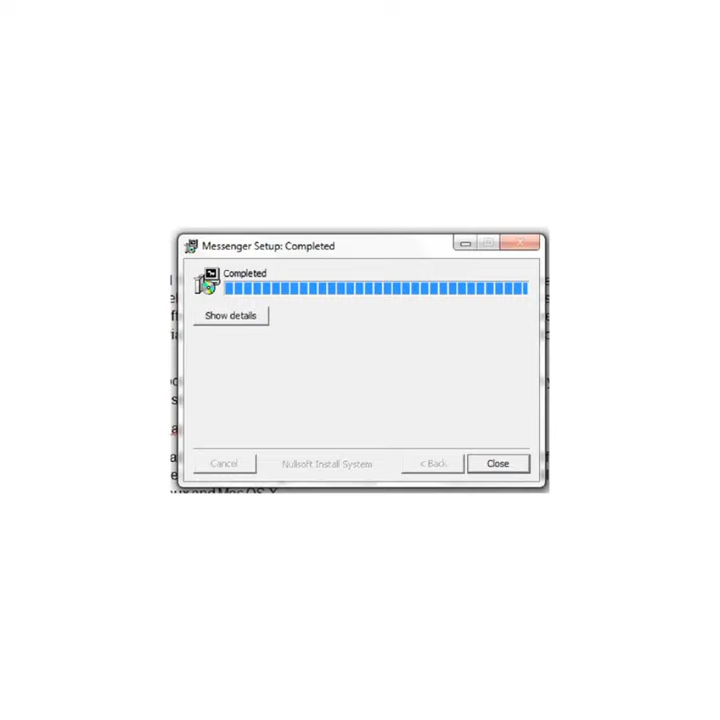 Messenger Setup: Completed
Completed
Show details
Cancel
Nullsoft Install System
< Back
Close